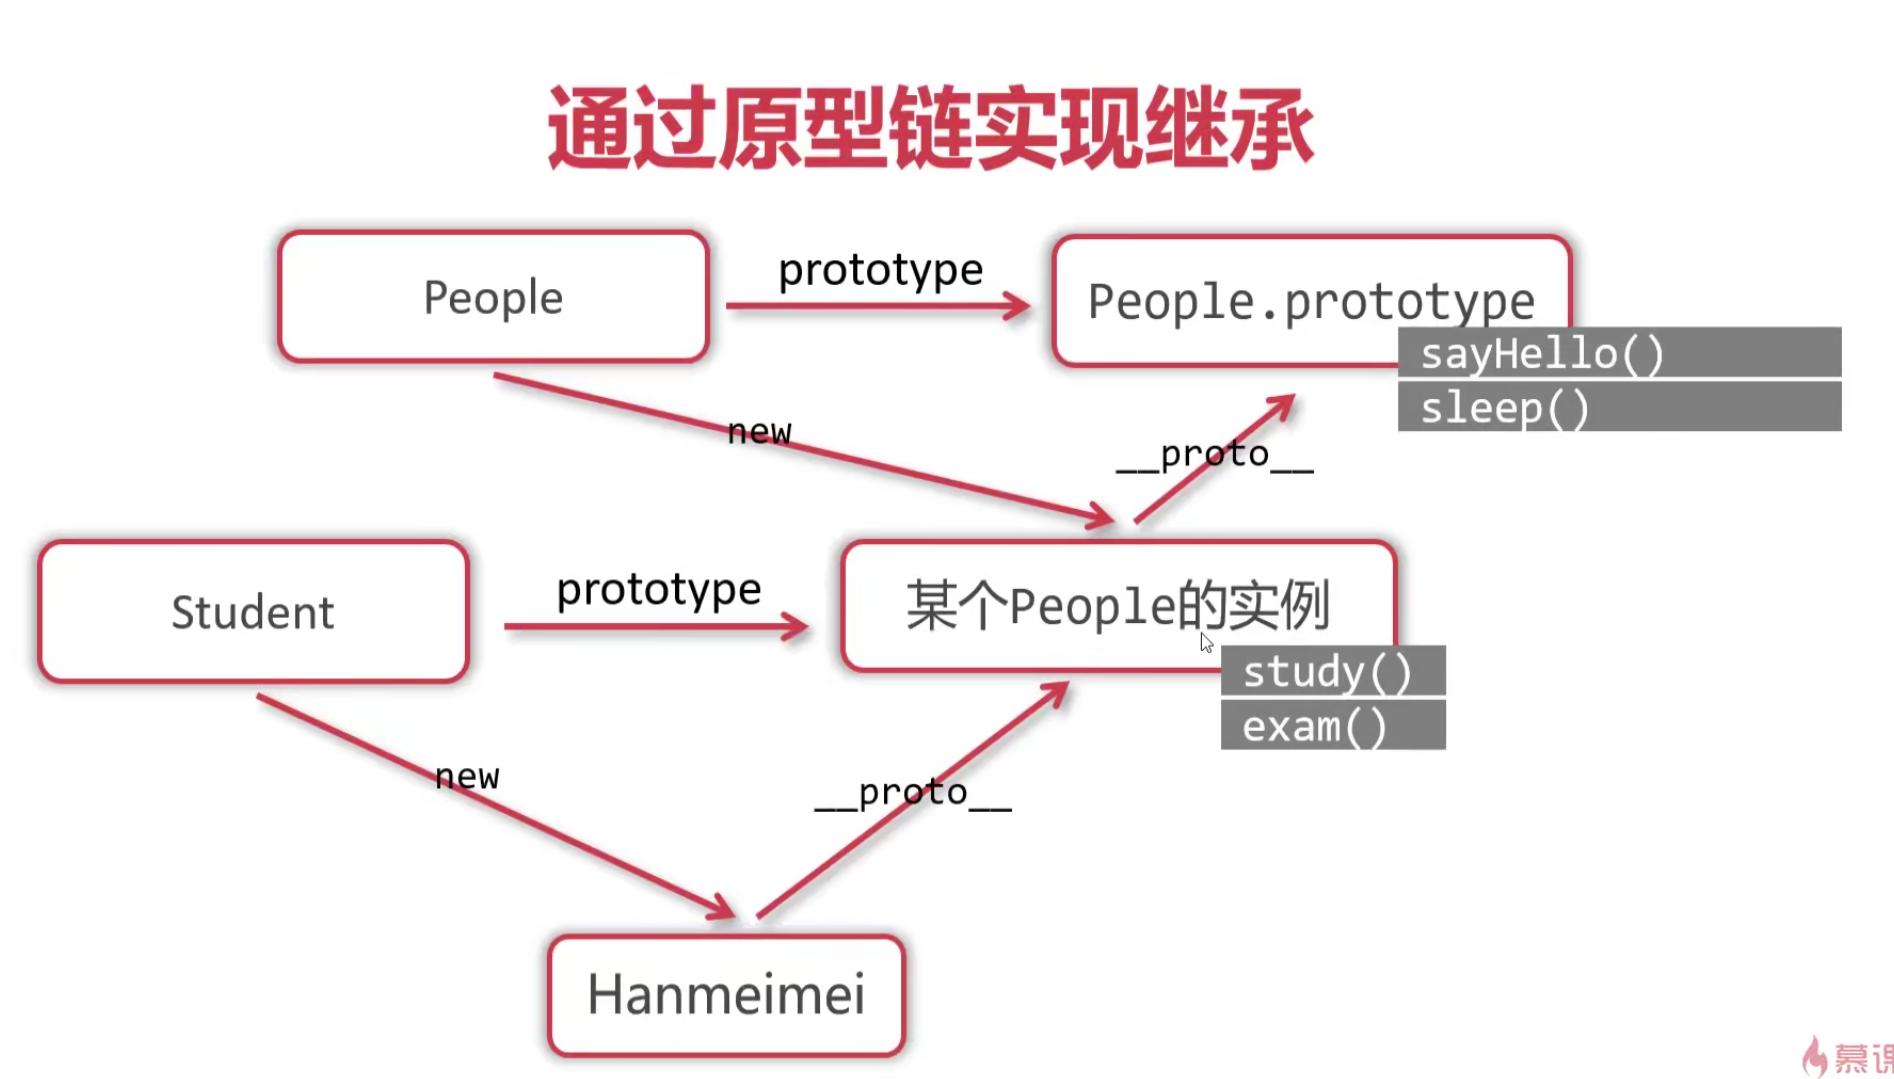 通过原型链实现继承
People
prototype
People.prototype
sayHello()
sleep()
new
__proto__
Student
prototype
某个People的实例
study()
exam()
new
__proto__
Hanmeimei
慕课